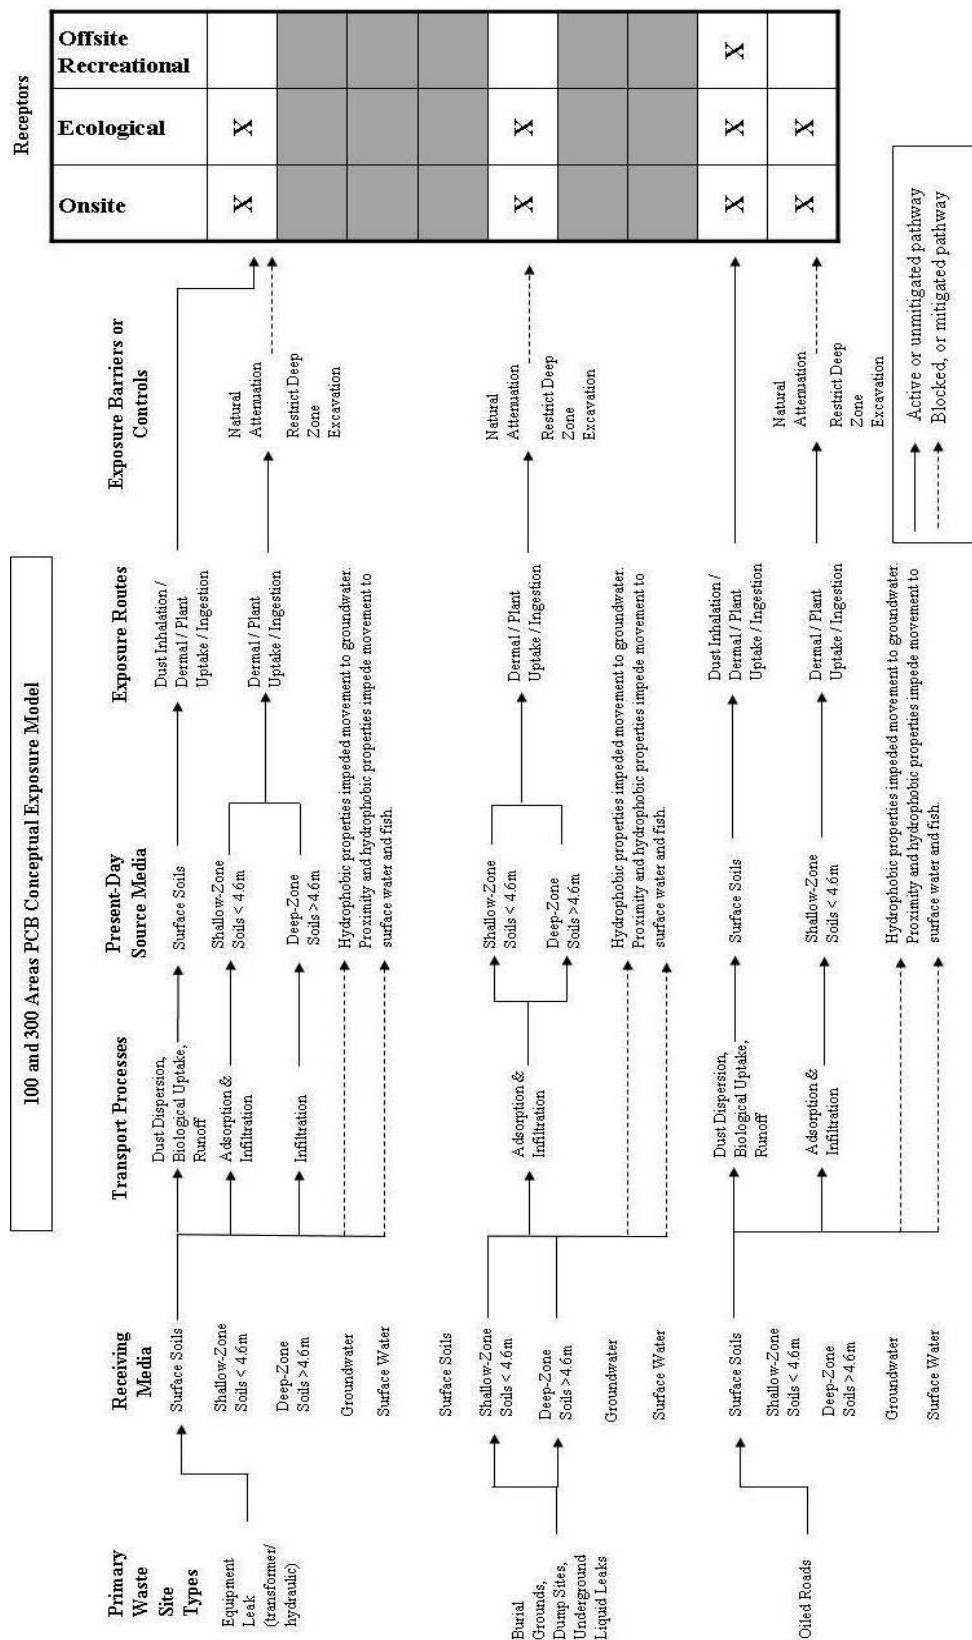 100 and 300 Areas PCB Conceptual Exposure Model
Primary
Waste
Site
Types
Receiving
Media
Transport Processes
Present-Day
Source Media
Exposure Routes
Exposure Barriers or
Controls
Receptors
Onsite
Ecological
Offsite
Recreational
Equipment
Leak
(transformer/
hydraulic)
Surface Soils
Shallow-Zone
Soils < 4.6m
Deep-Zone
Soils >4.6m
Groundwater
Surface Water
Dust Dispersion,
Biological Uptake,
Runoff
Adsorption &
Infiltration
Infiltration
Surface Soils
Shallow-Zone
Soils < 4.6m
Deep-Zone
Soils >4.6m
Hydrophobic properties impeded movement to groundwater.
Proximity and hydrophobic properties impede movement to
surface water and fish.
Dust Inhalation /
Dermal / Plant
Uptake / Ingestion
Dermal / Plant
Uptake / Ingestion
Natural
Attenuation
Restrict Deep
Zone
Excavation
X
X
Burial
Grounds,
Dump Sites,
Underground
Liquid Leaks
Surface Soils
Shallow-Zone
Soils < 4.6m
Deep-Zone
Soils >4.6m
Groundwater
Surface Water
Adsorption &
Infiltration
Shallow-Zone
Soils < 4.6m
Deep-Zone
Soils >4.6m
Hydrophobic properties impeded movement to groundwater.
Proximity and hydrophobic properties impede movement to
surface water and fish.
Dermal / Plant
Uptake / Ingestion
Natural
Attenuation
Restrict Deep
Zone
Excavation
X
X
Oiled Roads
Surface Soils
Shallow-Zone
Soils < 4.6m
Deep-Zone
Soils >4.6m
Groundwater
Surface Water
Dust Dispersion,
Biological Uptake,
Runoff
Adsorption &
Infiltration
Surface Soils
Shallow-Zone
Soils < 4.6m
Hydrophobic properties impeded movement to groundwater.
Proximity and hydrophobic properties impede movement to
surface water and fish.
Dust Inhalation /
Dermal / Plant
Uptake / Ingestion
Dermal / Plant
Uptake / Ingestion
Natural
Attenuation
Restrict Deep
Zone
Excavation
X
X
X
X
X
Active or unmitigated pathway
Blocked, or mitigated pathway